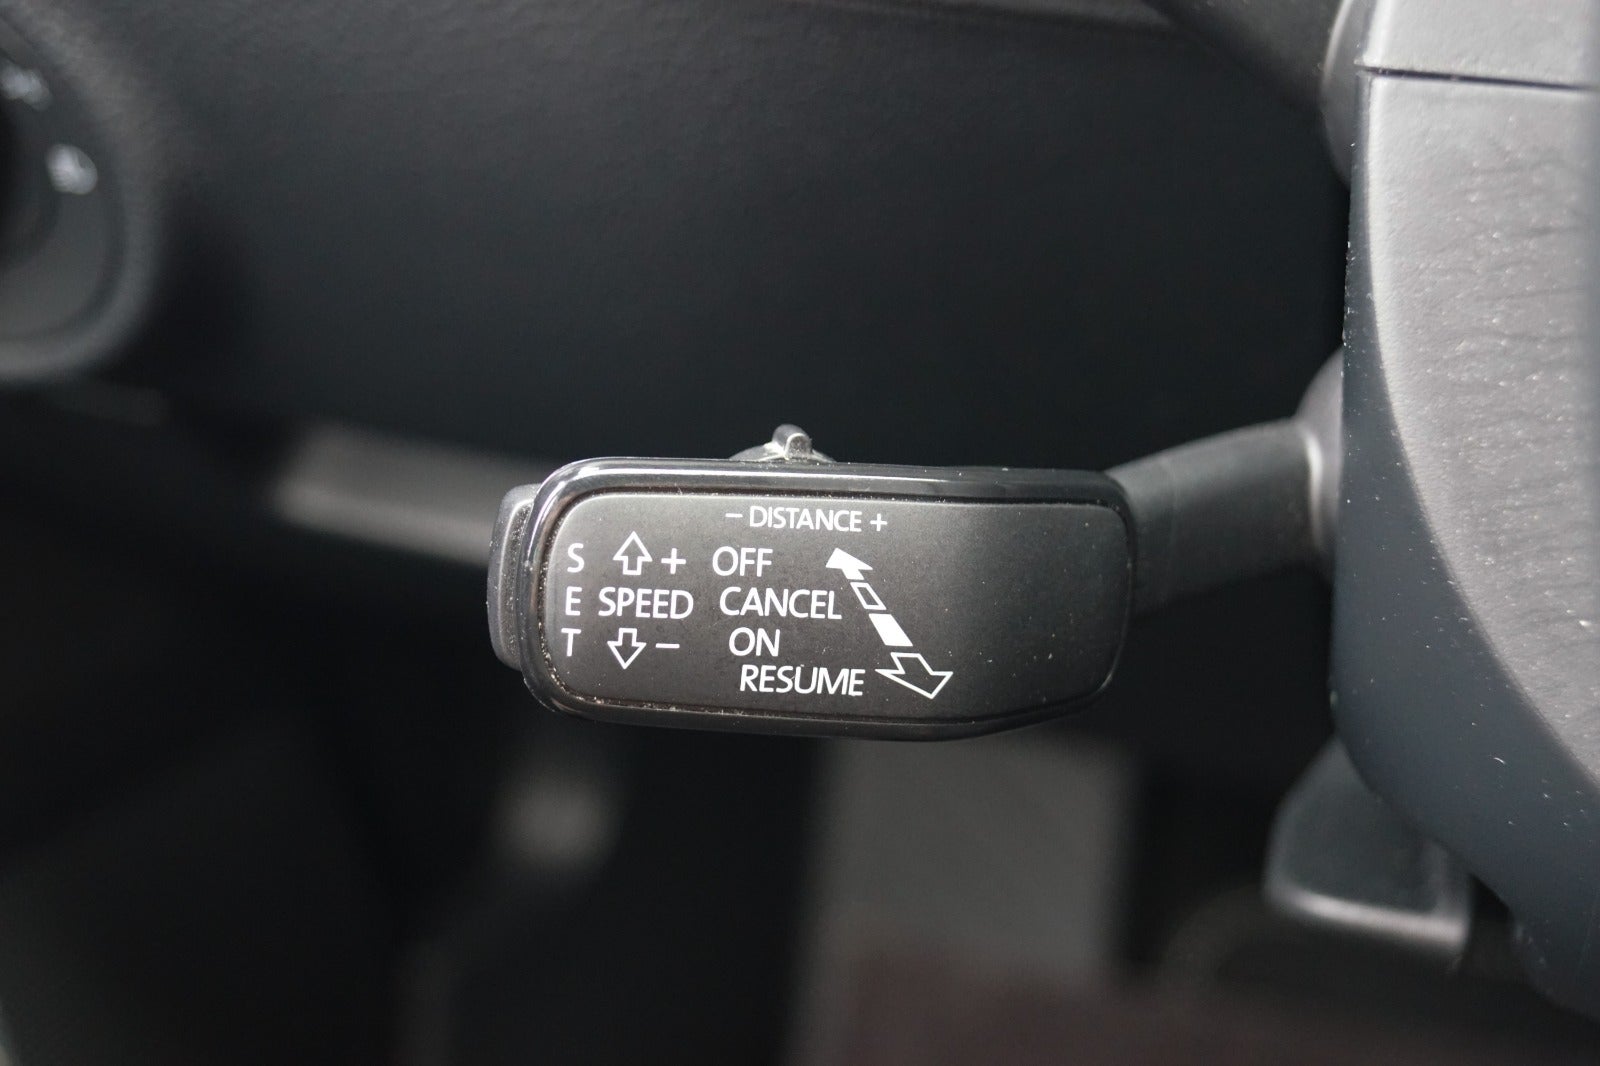 – DISTANCE +
S + OFF
E SPEED CANCEL
T – ON
RESUME